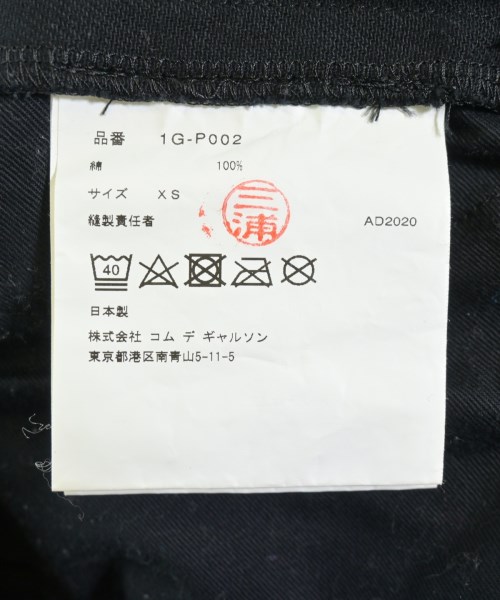 品番 1G-P002
綿 100%
サイズ XS
三浦
縫製責任者 AD2020
40
日本製
株式会社 コム デ ギャルソン
東京都港区南青山5-11-5